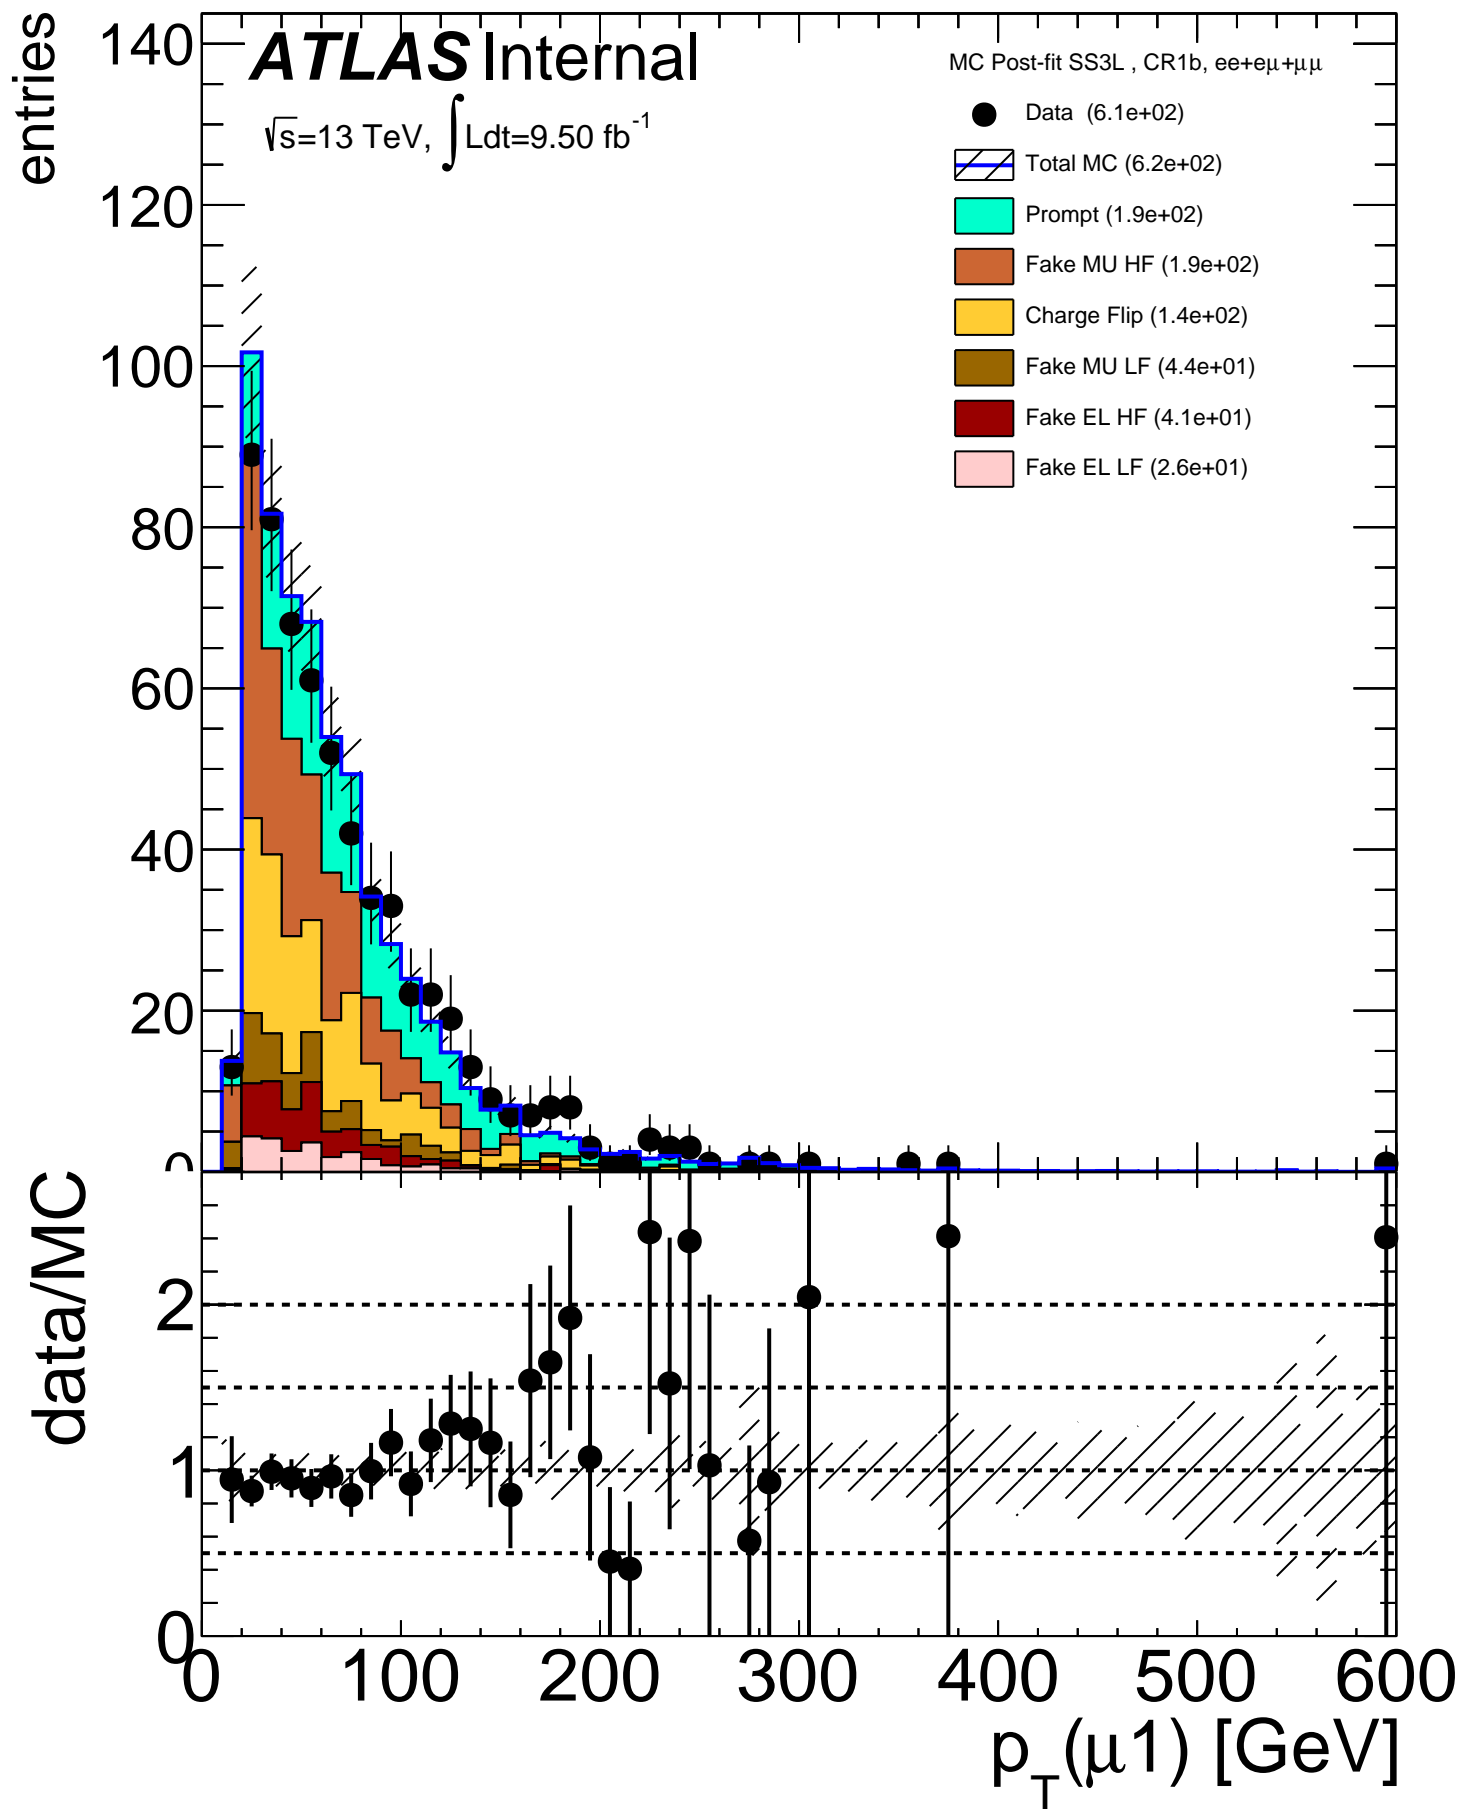 entries
140
120
100
80
60
40
20
0
ATLAS Internal
√s=13 TeV, ∫Ldt=9.50 fb⁻¹
MC Post-fit SS3L , CR1b, ee+eμ+μμ
Data (6.1e+02)
Total MC (6.2e+02)
Prompt (1.9e+02)
Fake MU HF (1.9e+02)
Charge Flip (1.4e+02)
Fake MU LF (4.4e+01)
Fake EL HF (4.1e+01)
Fake EL LF (2.6e+01)
data/MC
2
1
0
0 100 200 300 400 500 600
p_T(μ1) [GeV]